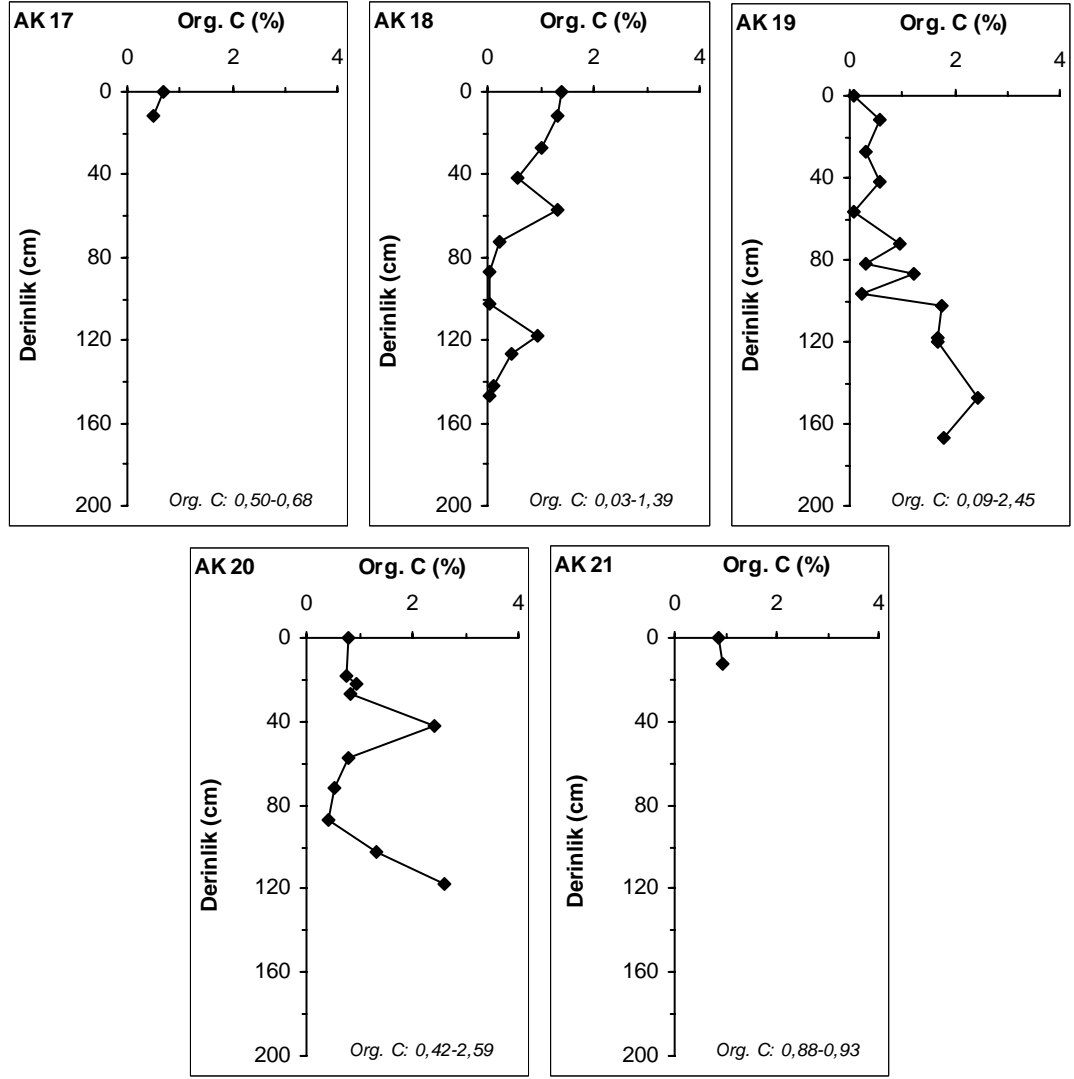 AK 17 Org. C (%)
0 2 4
0
40
80
120
160
200
Derinlik (cm)
Org. C: 0,50-0,68
AK 18 Org. C (%)
0 2 4
0
40
80
120
160
200
Derinlik (cm)
Org. C: 0,03-1,39
AK 19 Org. C (%)
0 2 4
0
40
80
120
160
200
Derinlik (cm)
Org. C: 0,09-2,45
AK 20 Org. C (%)
0 2 4
0
40
80
120
160
200
Derinlik (cm)
Org. C: 0,42-2,59
AK 21 Org. C (%)
0 2 4
0
40
80
120
160
200
Derinlik (cm)
Org. C: 0,88-0,93